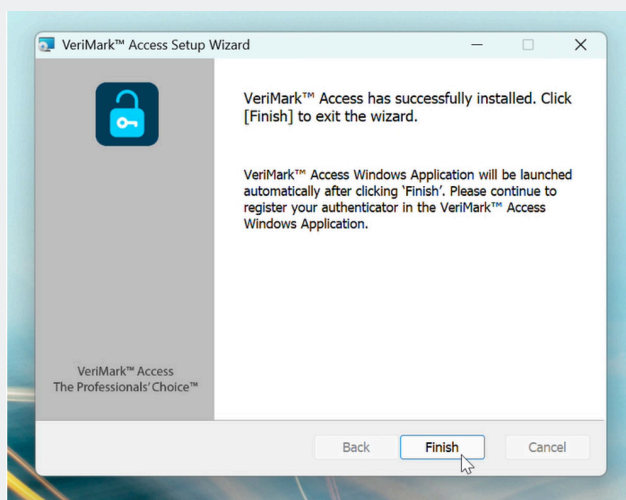 VeriMark™ Access Setup Wizard
VeriMark™ Access has successfully installed. Click
[Finish] to exit the wizard.
VeriMark™ Access Windows Application will be launched
automatically after clicking ‘Finish’. Please continue to
register your authenticator in the VeriMark™ Access
Windows Application.
VeriMark™ Access
The Professionals’ Choice™
Back
Finish
Cancel